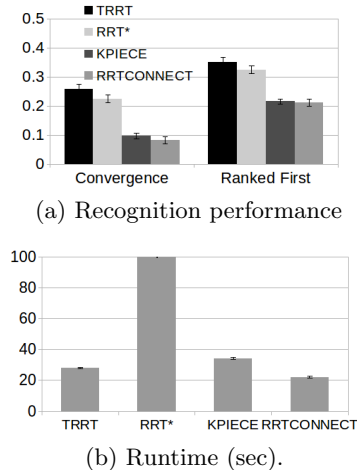 TRRT
RRT*
KPIECE
RRTCONNECT
0.5
0.4
0.3
0.2
0.1
0
Convergence Ranked First
(a) Recognition performance
100
80
60
40
20
0
TRRT RRT* KPIECE RRTCONNECT
(b) Runtime (sec).